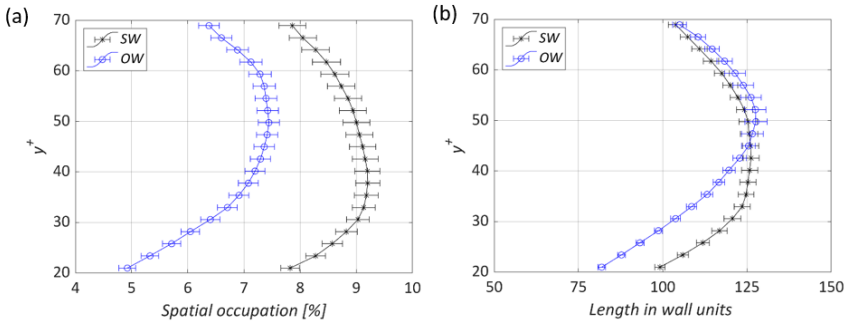 (a)
SW
OW
70
60
50
40
30
20
y+
4 5 6 7 8 9 10
Spatial occupation [%]
(b)
SW
OW
70
60
50
40
30
20
y+
50 75 100 125 150
Length in wall units